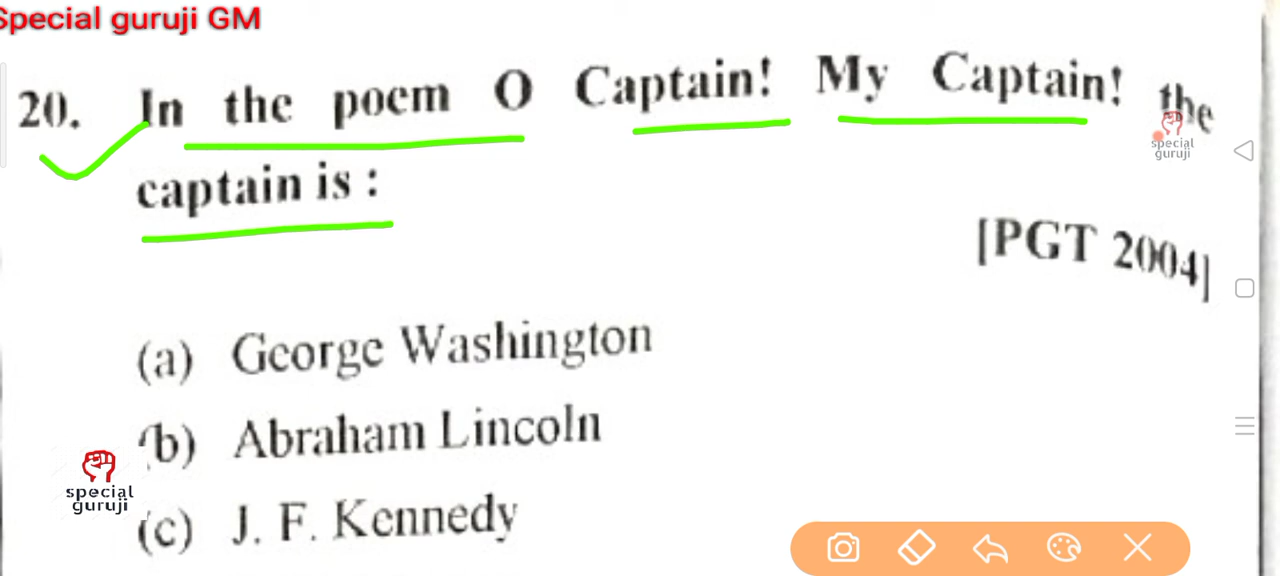 Special guruji GM
20. In the poem O Captain! My Captain! the
captain is :
special
guruji
[PGT 2004]
(a) George Washington
(b) Abraham Lincoln
special
guruji
(c) J. F. Kennedy